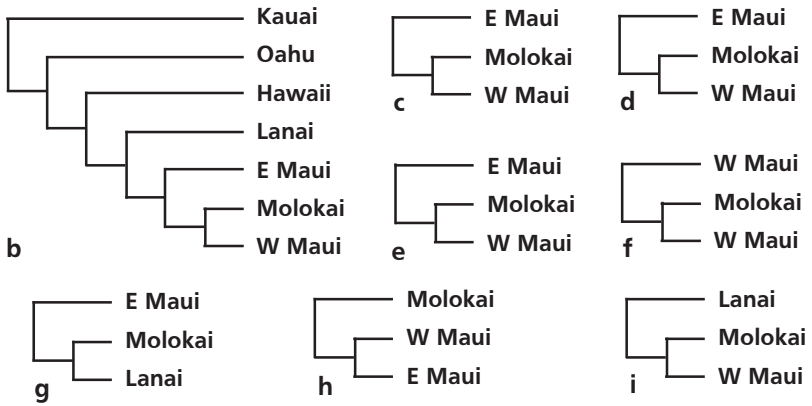 Kauai
Oahu
Hawaii
Lanai
E Maui
Molokai
W Maui
b
E Maui
Molokai
W Maui
c
E Maui
Molokai
W Maui
d
E Maui
Molokai
W Maui
e
W Maui
Molokai
W Maui
f
E Maui
Molokai
Lanai
g
Molokai
W Maui
E Maui
h
Lanai
Molokai
W Maui
i